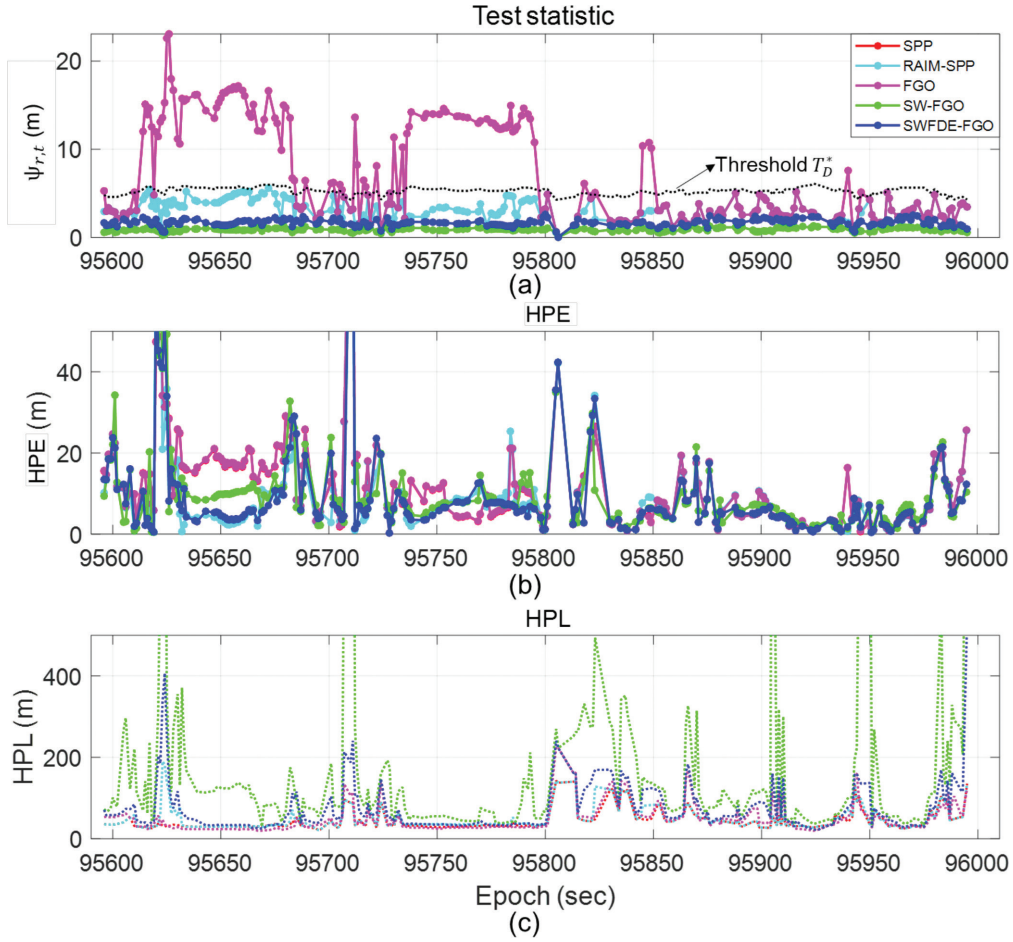 Test statistic
ψr,t (m)
20
10
0
SPP
RAIM-SPP
FGO
SW-FGO
SWFDE-FGO
Threshold T*D
95600 95650 95700 95750 95800 95850 95900 95950 96000
(a)
HPE
HPE (m)
40
20
0
95600 95650 95700 95750 95800 95850 95900 95950 96000
(b)
HPL
HPL (m)
400
200
0
95600 95650 95700 95750 95800 95850 95900 95950 96000
Epoch (sec)
(c)